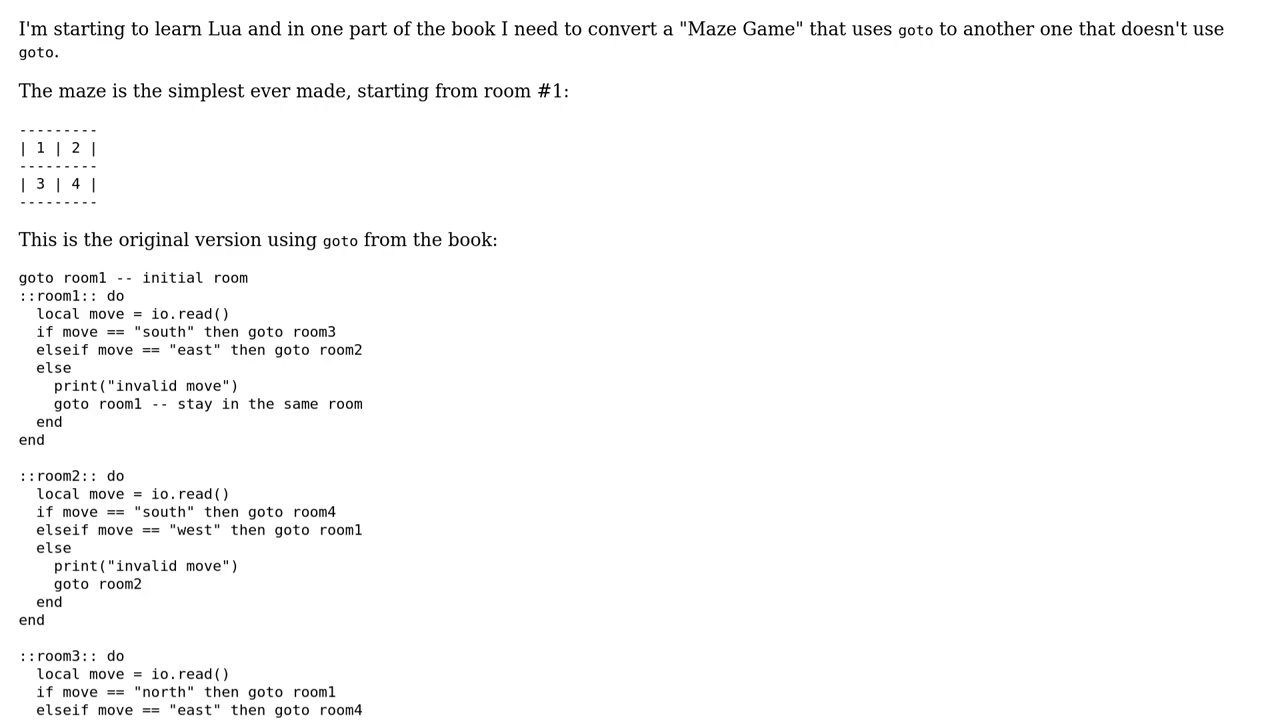 I'm starting to learn Lua and in one part of the book I need to convert a "Maze Game" that uses goto to another one that doesn't use
goto.
The maze is the simplest ever made, starting from room #1:
---------
| 1 | 2 |
---------
| 3 | 4 |
---------
This is the original version using goto from the book:
goto room1 -- initial room
::room1:: do
  local move = io.read()
  if move == "south" then goto room3
  elseif move == "east" then goto room2
  else
    print("invalid move")
    goto room1 -- stay in the same room
  end
end
::room2:: do
  local move = io.read()
  if move == "south" then goto room4
  elseif move == "west" then goto room1
  else
    print("invalid move")
    goto room2
  end
end
::room3:: do
  local move = io.read()
  if move == "north" then goto room1
  elseif move == "east" then goto room4